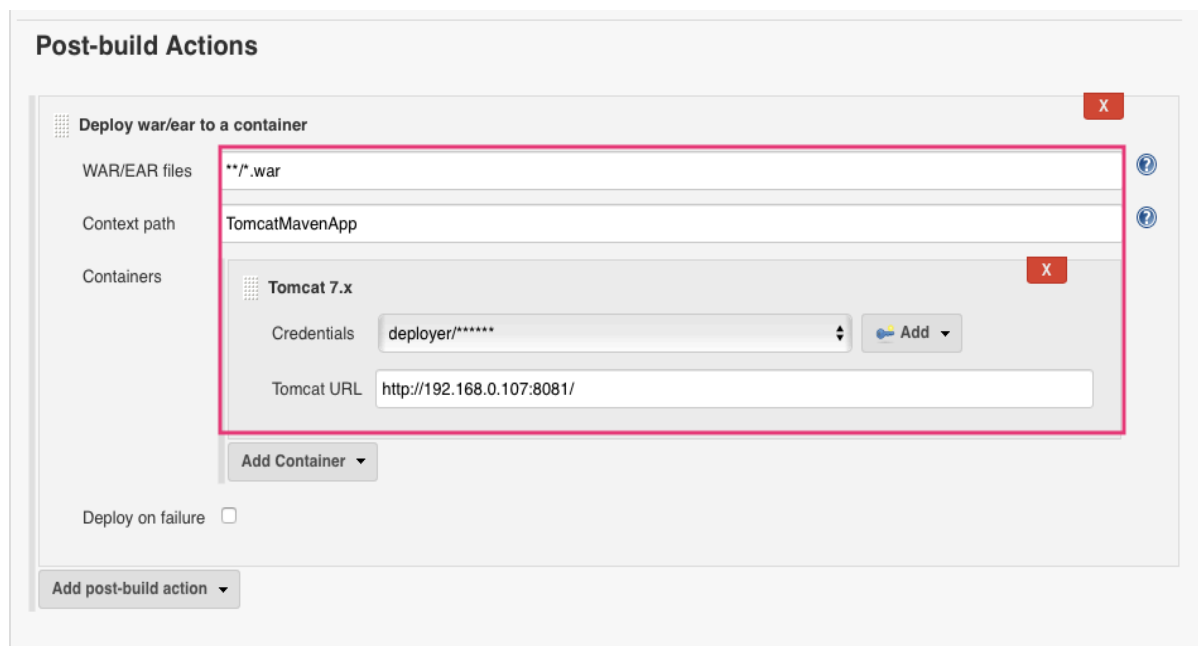 Post-build Actions
X
Deploy war/ear to a container
WAR/EAR files **/*.war ?
Context path TomcatMavenApp ?
Containers
X
Tomcat 7.x
Credentials deployer/****** Add
Tomcat URL http://192.168.0.107:8081/
Add Container
Deploy on failure
Add post-build action